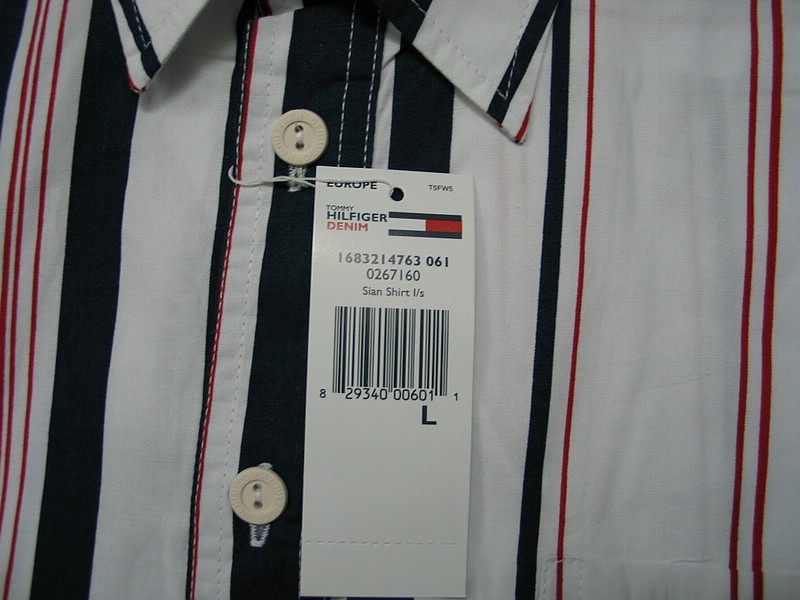 EUROPE
T5FW5
TOMMY
HILFIGER
DENIM
1683214763 061
0267160
Sian Shirt l/s
8 29340 00601 1
L